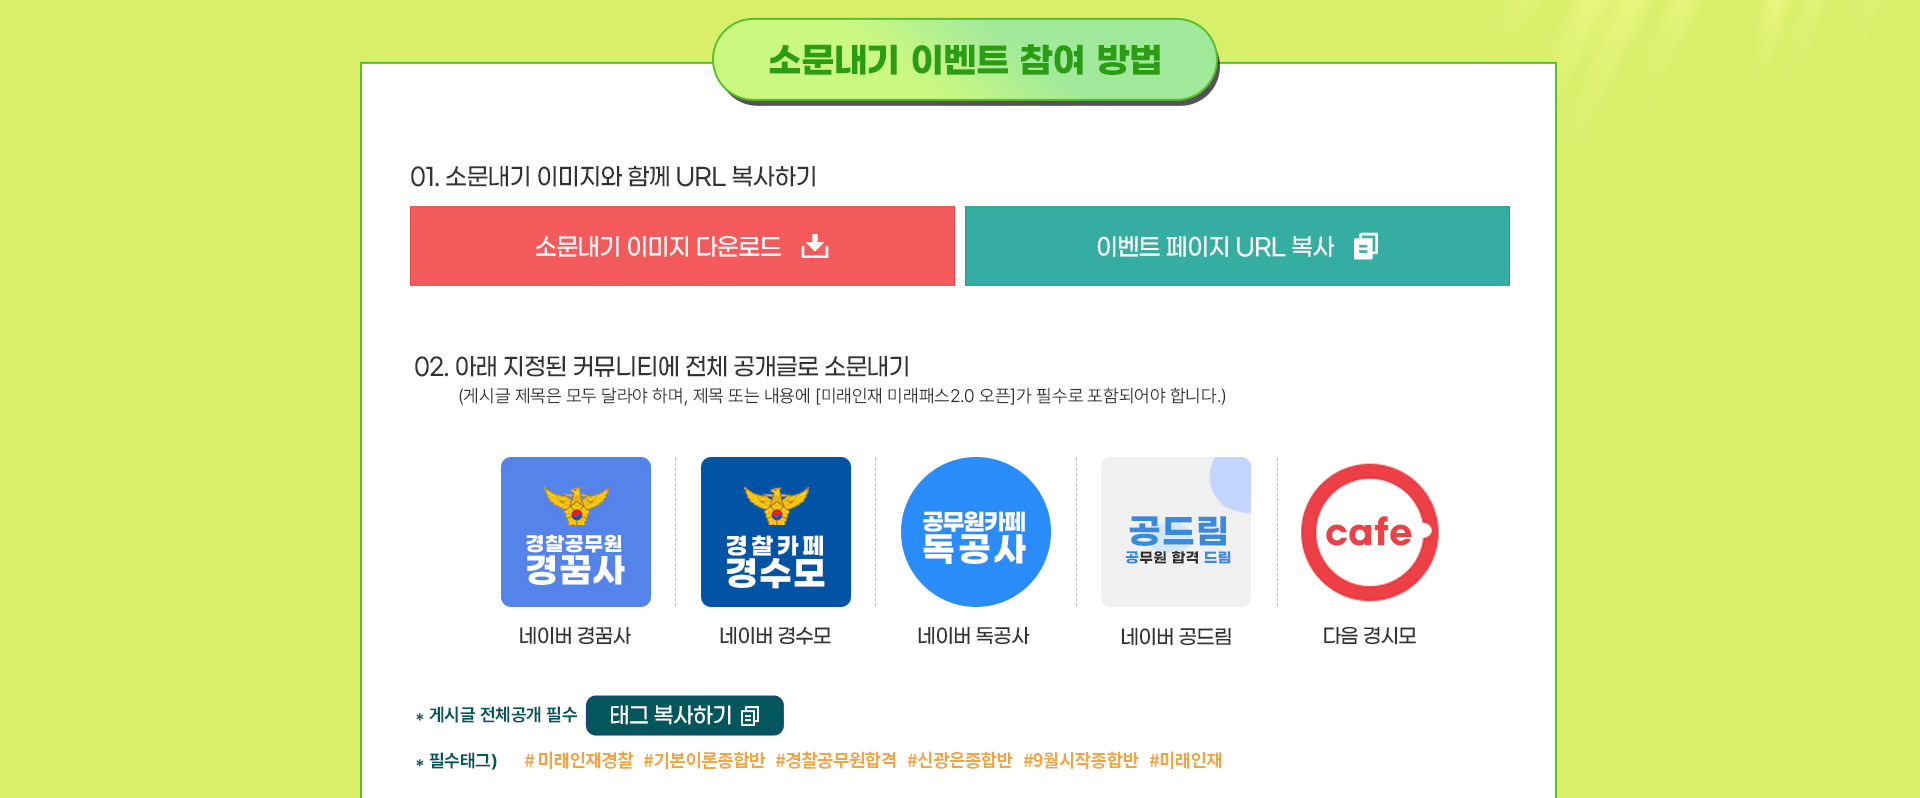 소문내기 이벤트 참여 방법
01. 소문내기 이미지와 함께 URL 복사하기
소문내기 이미지 다운로드
이벤트 페이지 URL 복사
02. 아래 지정된 커뮤니티에 전체 공개글로 소문내기
(게시글 제목은 모두 달라야 하며, 제목 또는 내용에 [미래인재 미래패스2.0 오픈]가 필수로 포함되어야 합니다.)
경찰공무원
경꿈사
네이버 경꿈사
경찰카페
경수모
네이버 경수모
공무원카페
독공사
네이버 독공사
공드림
공무원 합격 드림
네이버 공드림
cafe
다음 경시모
* 게시글 전체공개 필수
태그 복사하기
* 필수태그) # 미래인재경찰 #기본이론종합반 #경찰공무원합격 #신광은종합반 #9월시작종합반 #미래인재